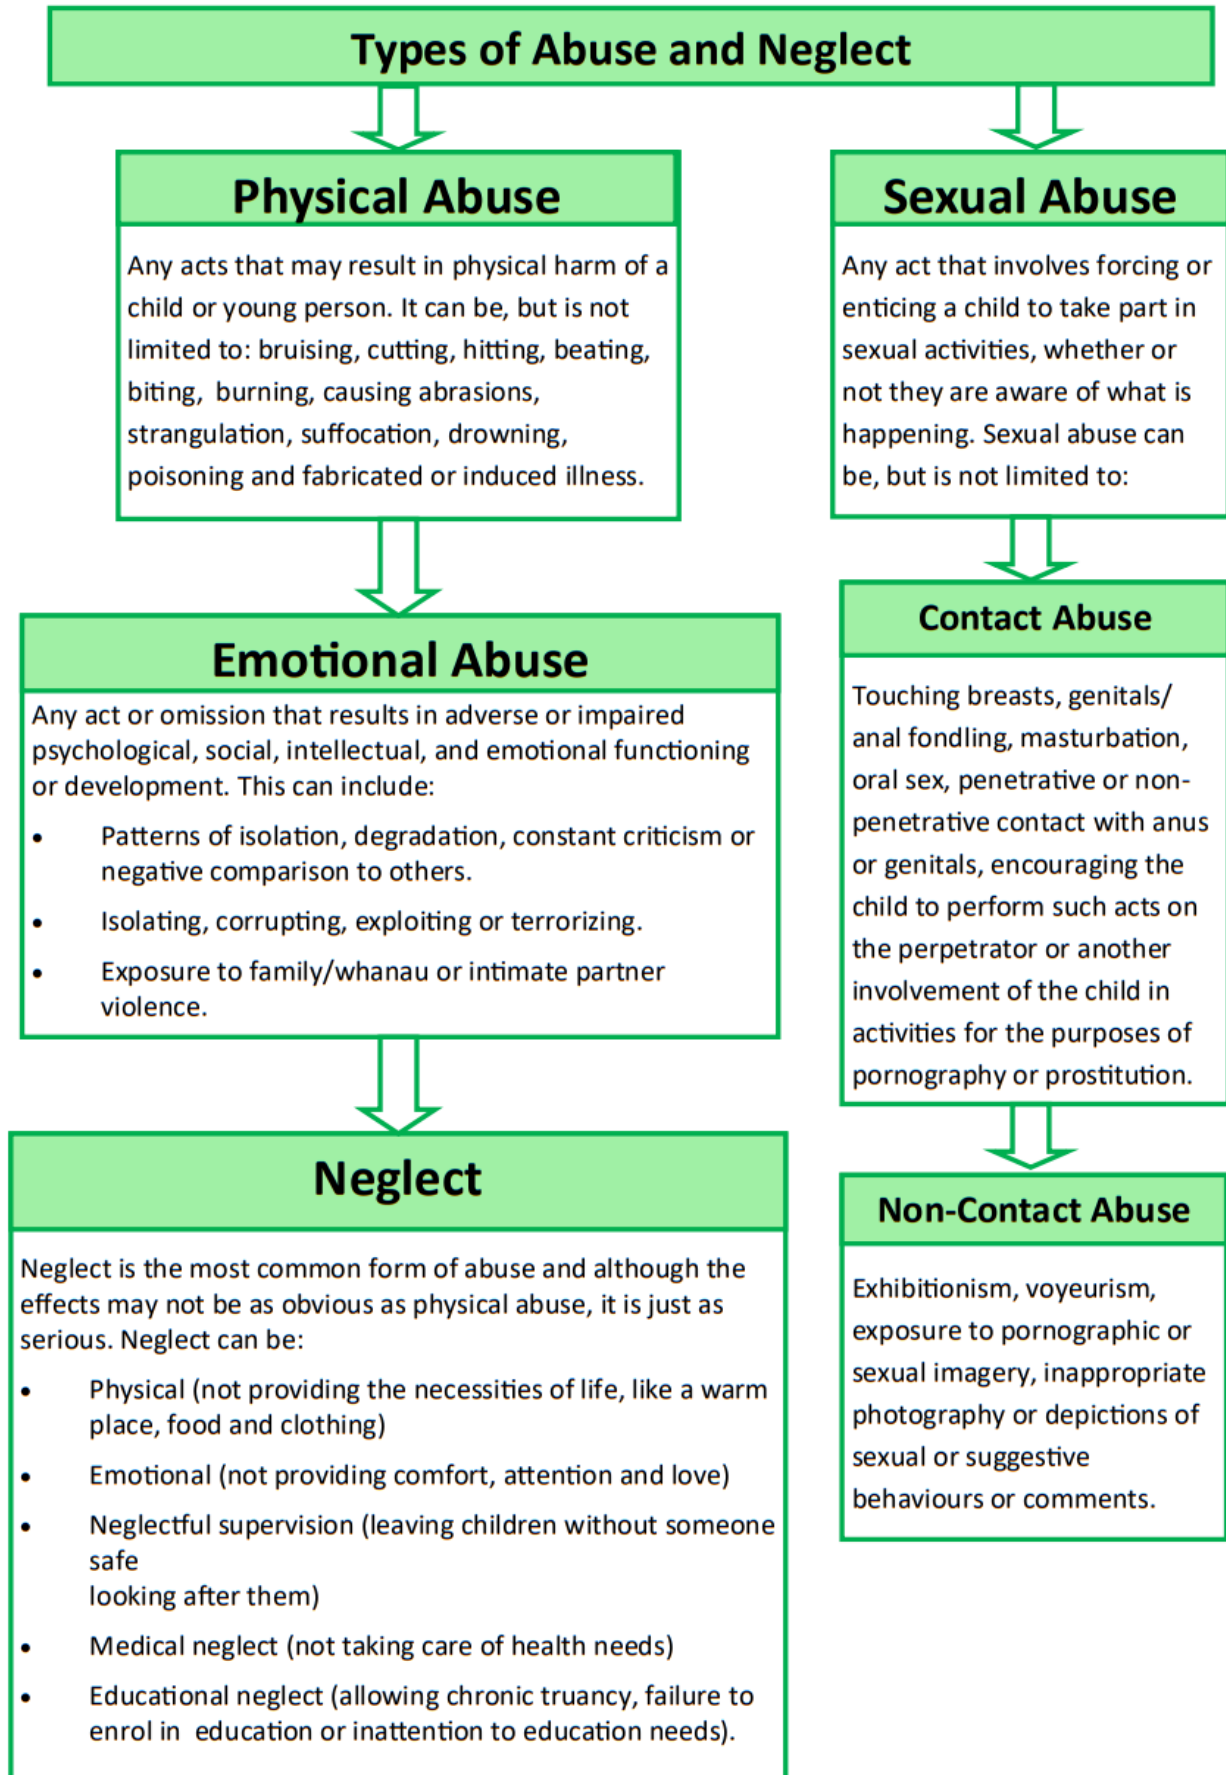 Types of Abuse and Neglect
Physical Abuse
Any acts that may result in physical harm of a
child or young person. It can be, but is not
limited to: bruising, cutting, hitting, beating,
biting,  burning, causing abrasions,
strangulation, suffocation, drowning,
poisoning and fabricated or induced illness.
Emotional Abuse
Any act or omission that results in adverse or impaired
psychological, social, intellectual, and emotional functioning
or development. This can include:
• Patterns of isolation, degradation, constant criticism or
negative comparison to others.
• Isolating, corrupting, exploiting or terrorizing.
• Exposure to family/whanau or intimate partner
violence.
Neglect
Neglect is the most common form of abuse and although the
effects may not be as obvious as physical abuse, it is just as
serious. Neglect can be:
• Physical (not providing the necessities of life, like a warm
place, food and clothing)
• Emotional (not providing comfort, attention and love)
• Neglectful supervision (leaving children without someone
safe
looking after them)
• Medical neglect (not taking care of health needs)
• Educational neglect (allowing chronic truancy, failure to
enrol in  education or inattention to education needs).
Sexual Abuse
Any act that involves forcing or
enticing a child to take part in
sexual activities, whether or
not they are aware of what is
happening. Sexual abuse can
be, but is not limited to:
Contact Abuse
Touching breasts, genitals/
anal fondling, masturbation,
oral sex, penetrative or non-
penetrative contact with anus
or genitals, encouraging the
child to perform such acts on
the perpetrator or another
involvement of the child in
activities for the purposes of
pornography or prostitution.
Non-Contact Abuse
Exhibitionism, voyeurism,
exposure to pornographic or
sexual imagery, inappropriate
photography or depictions of
sexual or suggestive
behaviours or comments.